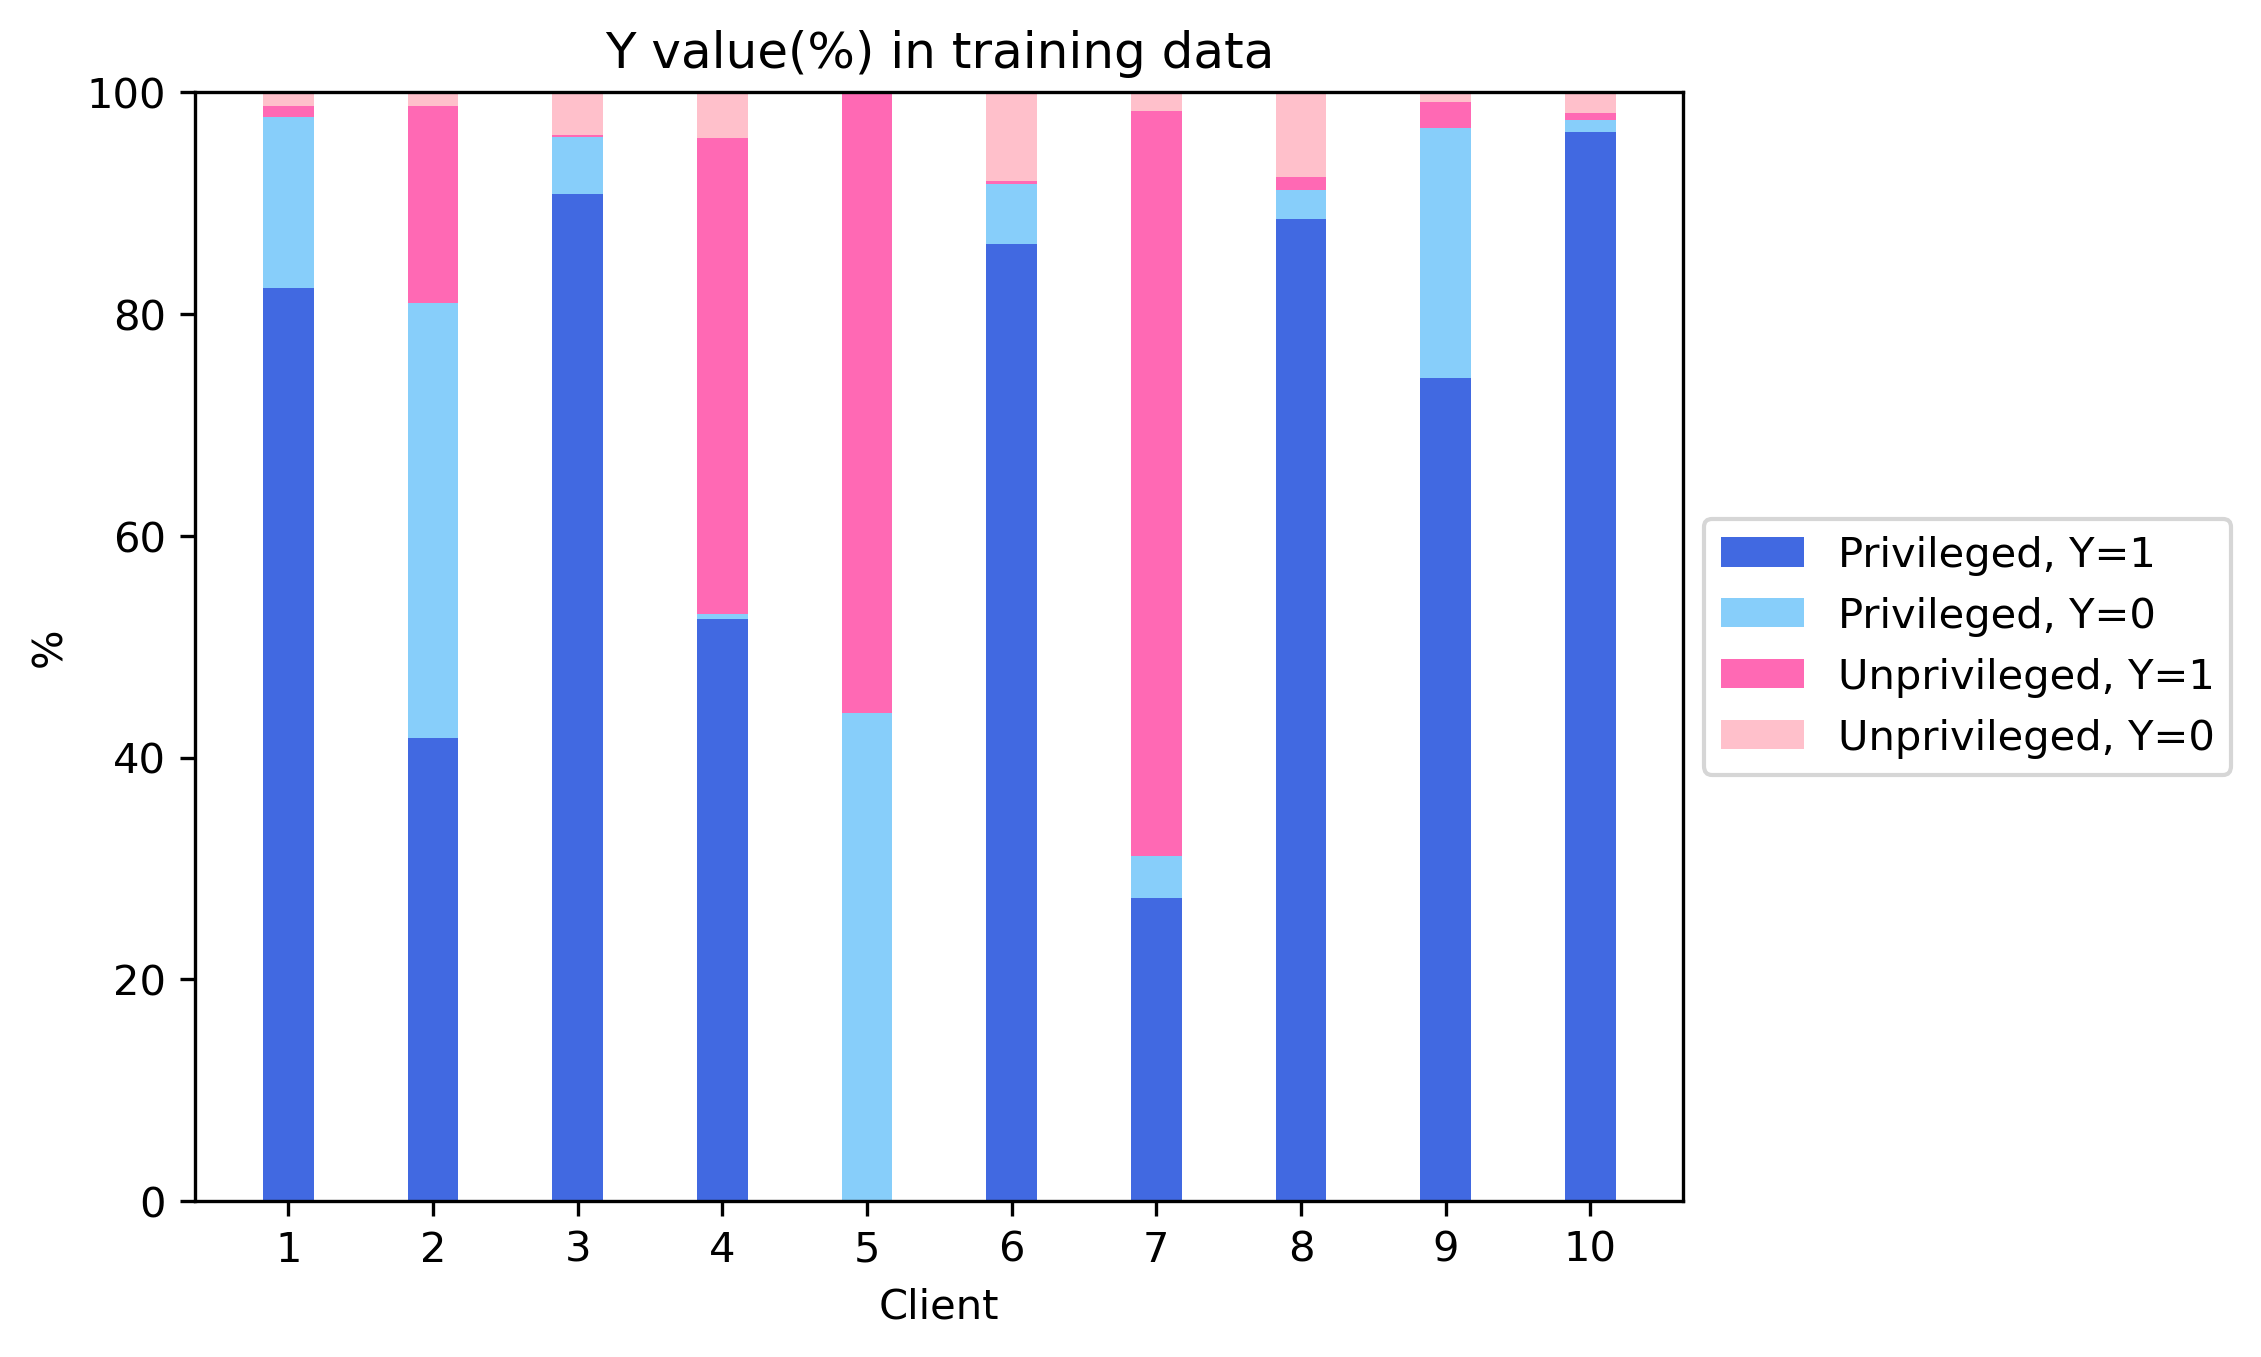 Y value(%) in training data
100
80
60
40
20
0
%
1 2 3 4 5 6 7 8 9 10
Client
Privileged, Y=1
Privileged, Y=0
Unprivileged, Y=1
Unprivileged, Y=0